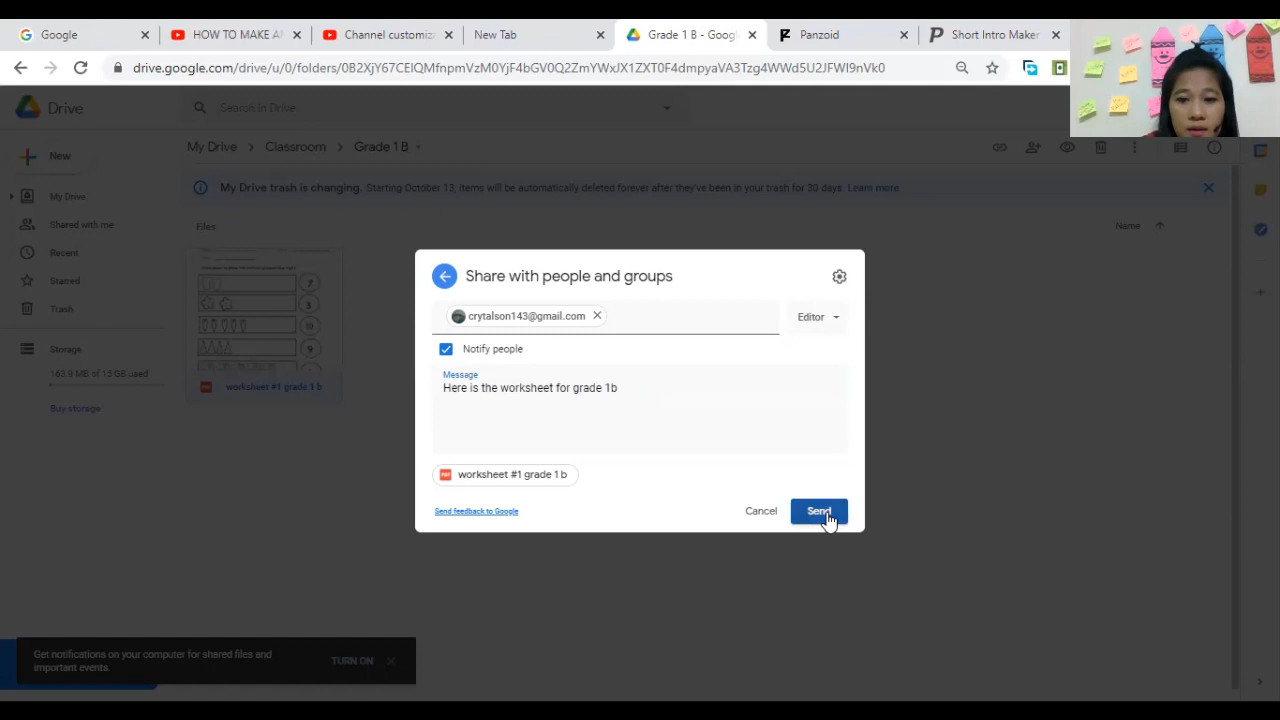 Google
HOW TO MAKE A
Channel customiz
New Tab
Grade 1 B - Googl
Panzoid
Short Intro Maker
drive.google.com/drive/u/0/folders/
Drive
Search in Drive
New
My Drive
Classroom
Grade 1 B
My Drive
Shared with me
Recent
Starred
Trash
Storage
163.9 MB of 15 GB used
Buy storage
My Drive trash is changing. Starting October 13, items will be automatically deleted forever after they've been in your trash for 30 days. Learn more
Files
Name
7
3
10
9
worksheet #1 grade 1 b
Share with people and groups
crytalson143@gmail.com
Editor
Notify people
Message
Here is the worksheet for grade 1b
PDF worksheet #1 grade 1 b
Send feedback to Google
Cancel
Send
Get notifications on your computer for shared files and
important events.
TURN ON